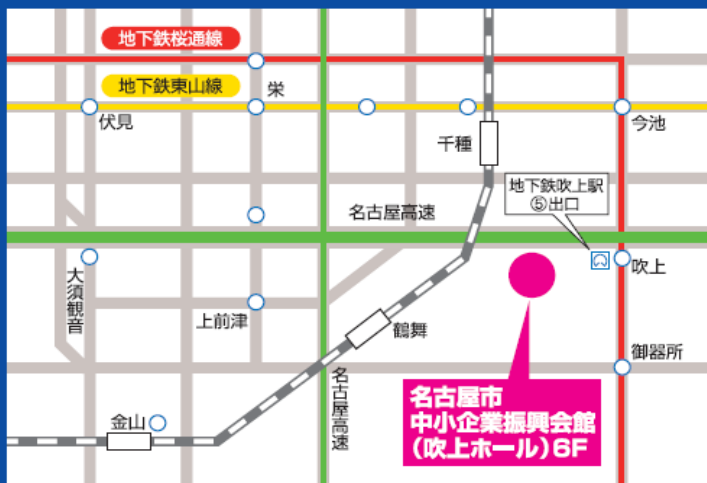 地下鉄桜通線
地下鉄東山線
栄
伏見
千種
今池
地下鉄吹上駅
⑤出口
名古屋高速
大須観音
吹上
上前津
鶴舞
御器所
名古屋高速
名古屋市
中小企業振興会館
(吹上ホール)6F
金山